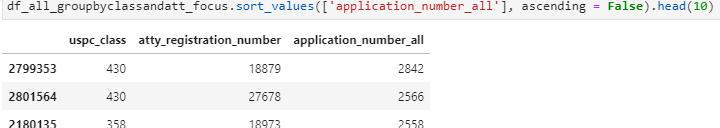 df_all_groupbyclassandatt_focus.sort_values(['application_number_all'], ascending = False).head(10)
uspc_class atty_registration_number application_number_all
2799353 430 18879 2842
2801564 430 27678 2566
2180135 358 18973 2558